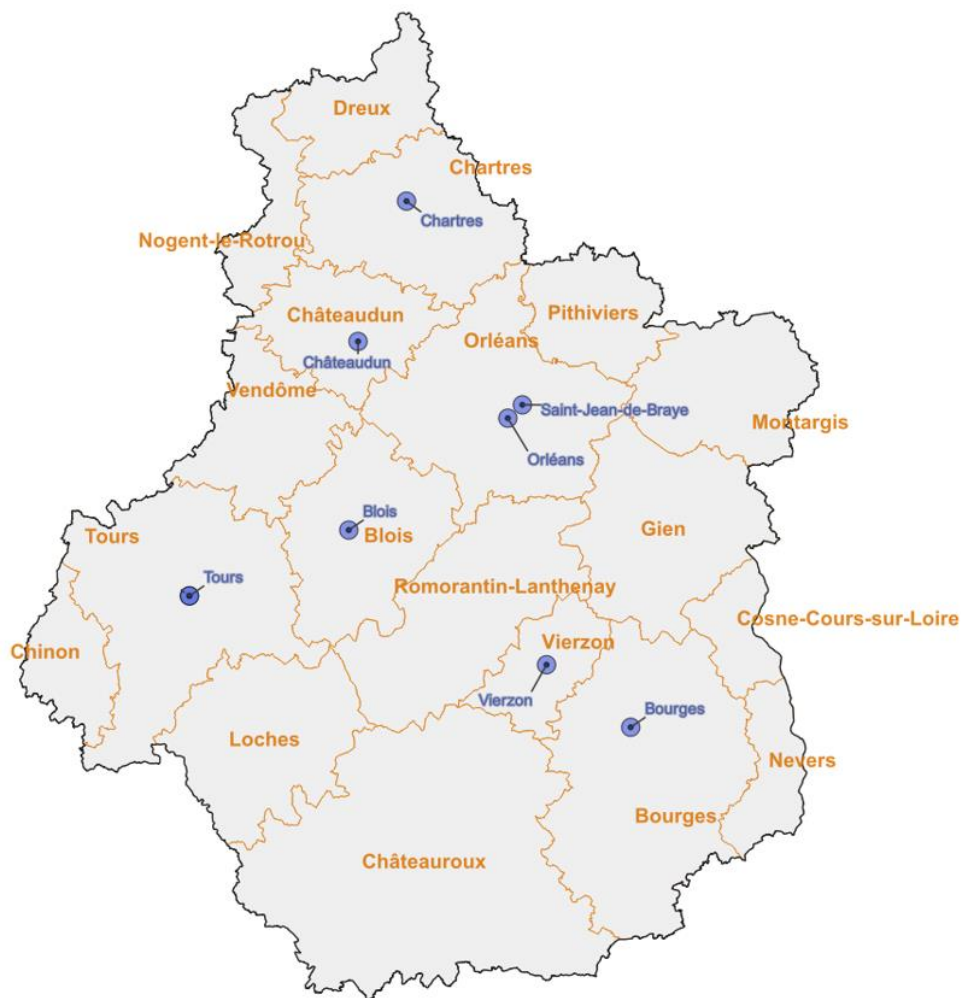 Dreux
Chartres
Chartres
Nogent-le-Rotrou
Châteaudun
Pithiviers
Orléans
Châteaudun
Vendôme
Saint-Jean-de-Braye
Montargis
Orléans
Blois
Gien
Tours
Blois
Tours
Romorantin-Lanthenay
Cosne-Cours-sur-Loire
Vierzon
Chinon
Vierzon
Bourges
Loches
Nevers
Bourges
Châteauroux